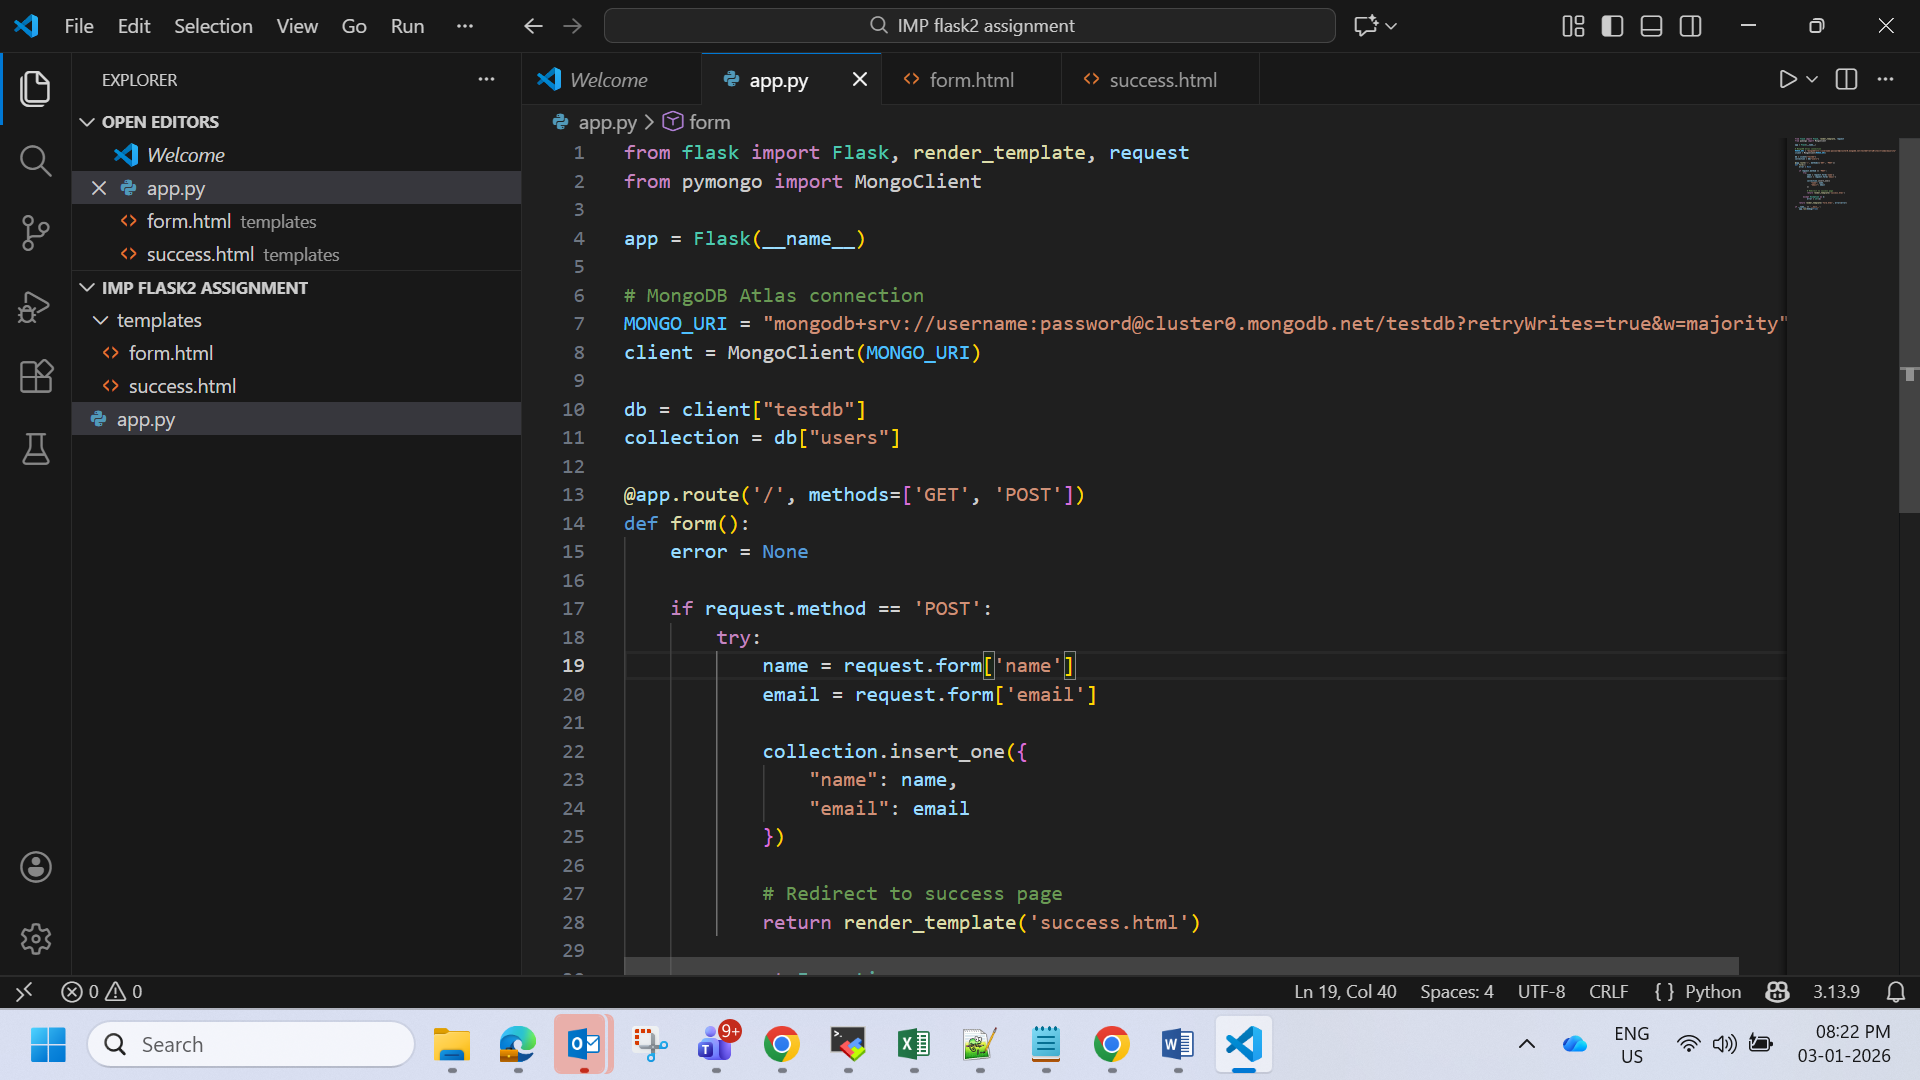 File Edit Selection View Go Run ···
IMP flask2 assignment
EXPLORER
OPEN EDITORS
Welcome
app.py
form.html templates
success.html templates
IMP FLASK2 ASSIGNMENT
templates
form.html
success.html
app.py
Welcome app.py form.html success.html
app.py > form
1 from flask import Flask, render_template, request
2 from pymongo import MongoClient
3
4 app = Flask(__name__)
5
6 # MongoDB Atlas connection
7 MONGO_URI = "mongodb+srv://username:password@cluster0.mongodb.net/testdb?retryWrites=true&w=majority"
8 client = MongoClient(MONGO_URI)
9
10 db = client["testdb"]
11 collection = db["users"]
12
13 @app.route('/', methods=['GET', 'POST'])
14 def form():
15 error = None
16
17 if request.method == 'POST':
18 try:
19 name = request.form['name']
20 email = request.form['email']
21
22 collection.insert_one({
23 "name": name,
24 "email": email
25 })
26
27 # Redirect to success page
28 return render_template('success.html')
29
0 0
Ln 19, Col 40 Spaces: 4 UTF-8 CRLF { } Python 3.13.9
Search
9+
ENG
US
08:22 PM
03-01-2026